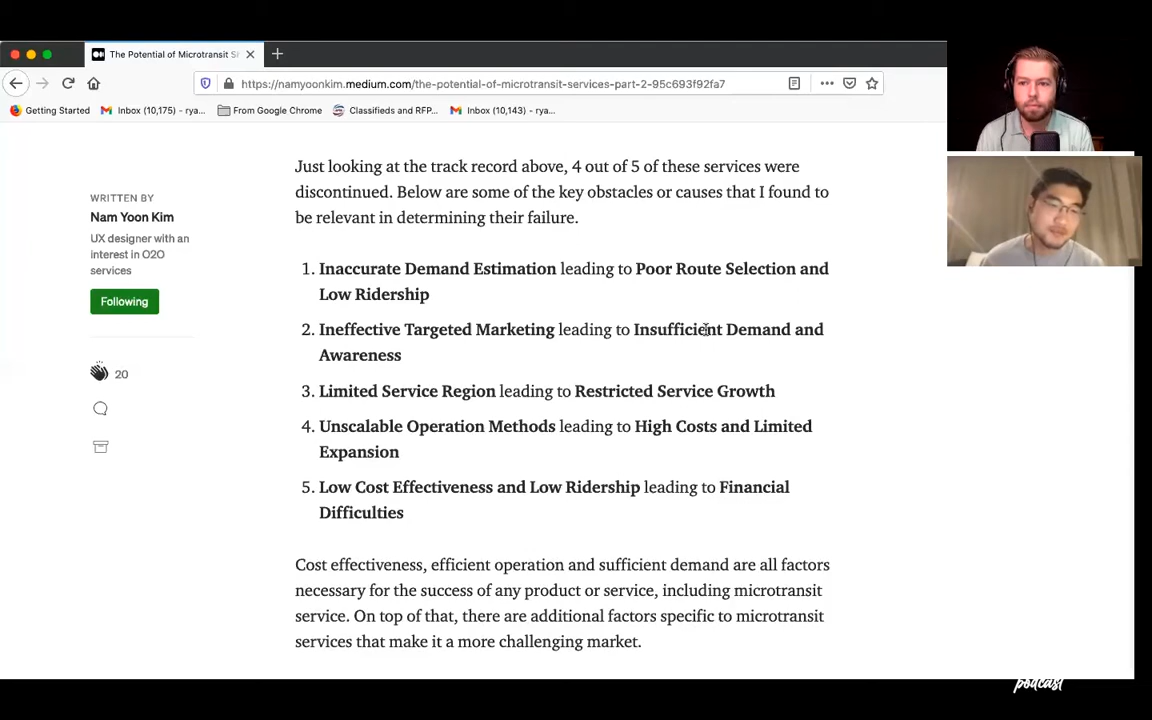 The Potential of Microtransit S
https://namyoonkim.medium.com/the-potential-of-microtransit-services-part-2-95c693f92fa7
Getting Started
Inbox (10,175) - rya...
From Google Chrome
Classifieds and RFP...
Inbox (10,143) - rya...
WRITTEN BY
Nam Yoon Kim
UX designer with an
interest in O2O
services
Following
20
Just looking at the track record above, 4 out of 5 of these services were
discontinued. Below are some of the key obstacles or causes that I found to
be relevant in determining their failure.
1. Inaccurate Demand Estimation leading to Poor Route Selection and
Low Ridership
2. Ineffective Targeted Marketing leading to Insufficient Demand and
Awareness
3. Limited Service Region leading to Restricted Service Growth
4. Unscalable Operation Methods leading to High Costs and Limited
Expansion
5. Low Cost Effectiveness and Low Ridership leading to Financial
Difficulties
Cost effectiveness, efficient operation and sufficient demand are all factors
necessary for the success of any product or service, including microtransit
service. On top of that, there are additional factors specific to microtransit
services that make it a more challenging market.
podcast